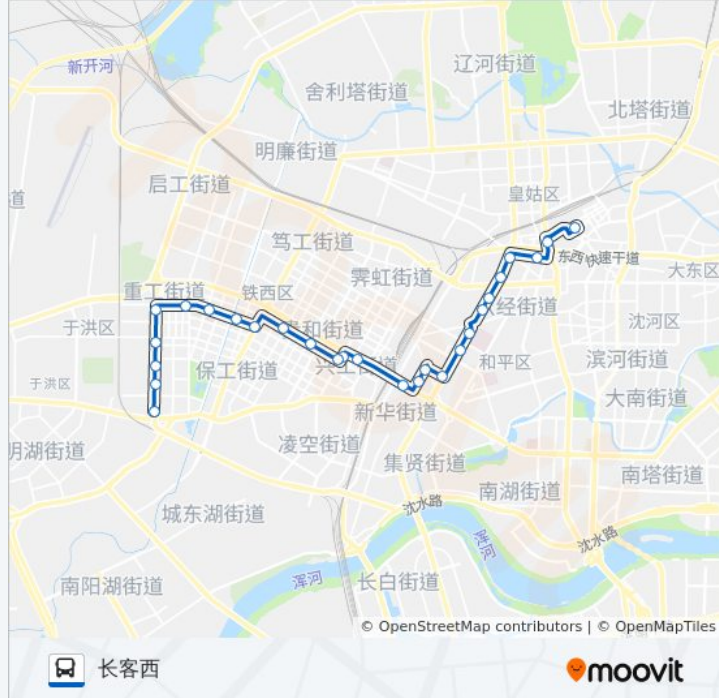 新开河
辽河街道
舍利塔街道
北塔街道
明廉街道
启工街道
皇姑区
笃工街道
东西快速干道
霁虹街道
大东区
重工街道
铁西区
经街道
于洪区
贵和街道
沈河区
兴工街道
和平区
滨河街道
于洪区
保工街道
大南街道
新华街道
明湖街道
凌空街道
集贤街道
南塔街道
南湖街道
沈水路
城东湖街道
浑河
沈水路
浑河
长白街道
南阳湖街道
© OpenStreetMap contributors | © OpenMapTiles
长客西
moovit